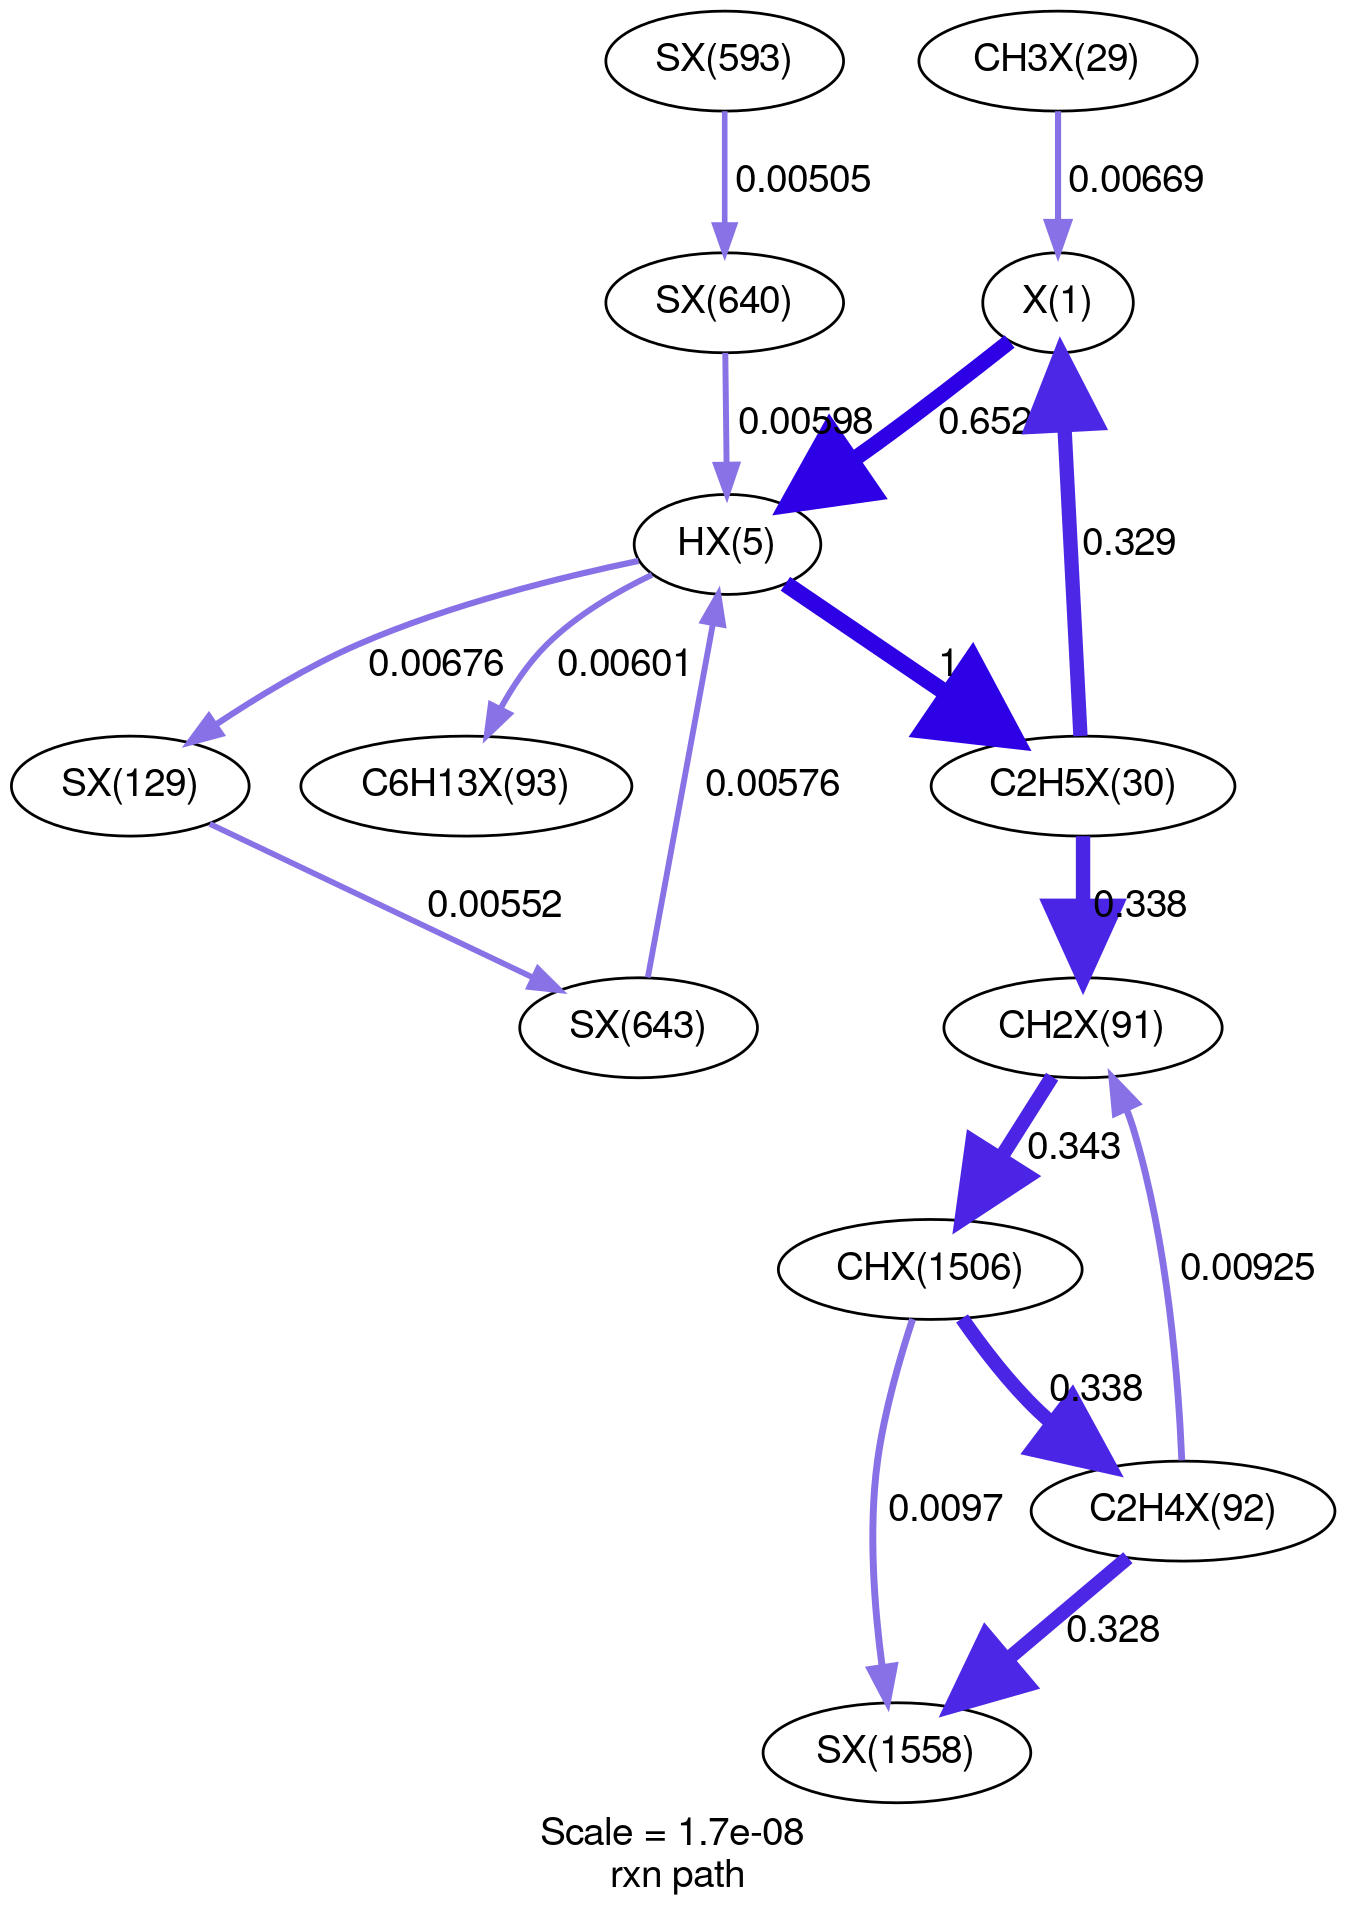 SX(593)
CH3X(29)
0.00505
0.00669
SX(640)
X(1)
0.00598
0.652
HX(5)
0.329
0.00676
0.00601
1
SX(129)
C6H13X(93)
0.00576
C2H5X(30)
0.00552
0.338
SX(643)
CH2X(91)
0.343
CHX(1506)
0.00925
0.338
0.0097
C2H4X(92)
0.328
SX(1558)
Scale = 1.7e-08
rxn path